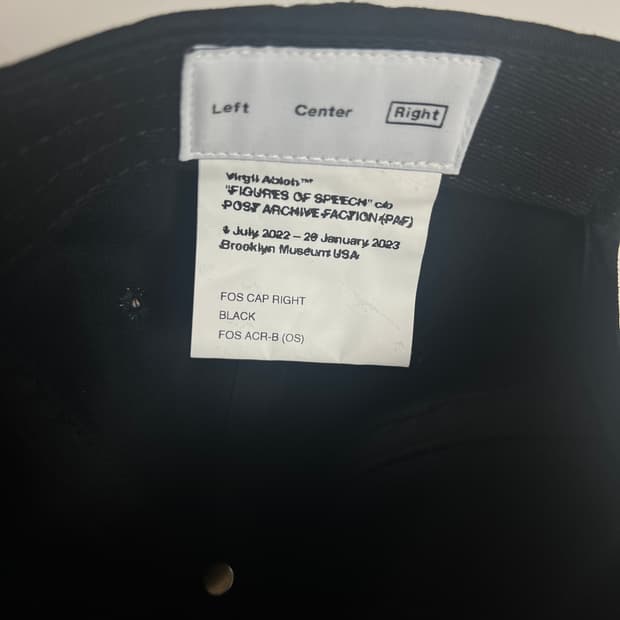 Left Center Right
Virgil Abloh™
"FIGURES OF SPEECH" c/o
POST ARCHIVE FACTION (PAF)
1 July 2022 – 29 January 2023
Brooklyn Museum USA
FOS CAP RIGHT
BLACK
FOS ACR-B (OS)